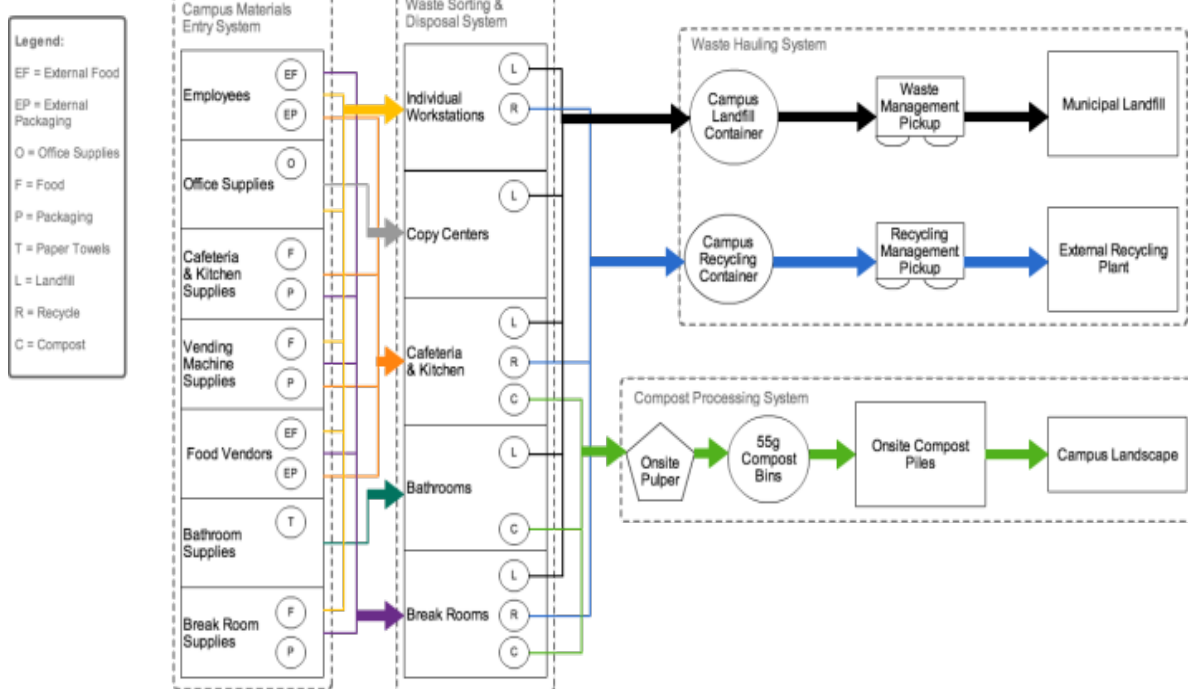 Legend:
EF = External Food
EP = External
Packaging
O = Office Supplies
F = Food
P = Packaging
T = Paper Towels
L = Landfill
R = Recycle
C = Compost
Campus Materials
Entry System
Employees
EF
EP
Office Supplies
O
Cafeteria
& Kitchen
Supplies
F
P
Vending
Machine
Supplies
F
P
Food Vendors
EF
EP
Bathroom
Supplies
T
Break Room
Supplies
F
P
Waste Sorting &
Disposal System
Individual
Workstations
L
R
Copy Centers
L
Cafeteria
& Kitchen
L
R
C
Bathrooms
L
C
Break Rooms
L
R
C
Waste Hauling System
Campus
Landfill
Container
Waste
Management
Pickup
Municipal Landfill
Campus
Recycling
Container
Recycling
Management
Pickup
External Recycling
Plant
Compost Processing System
Onsite
Pulper
55g
Compost
Bins
Onsite Compost
Piles
Campus Landscape